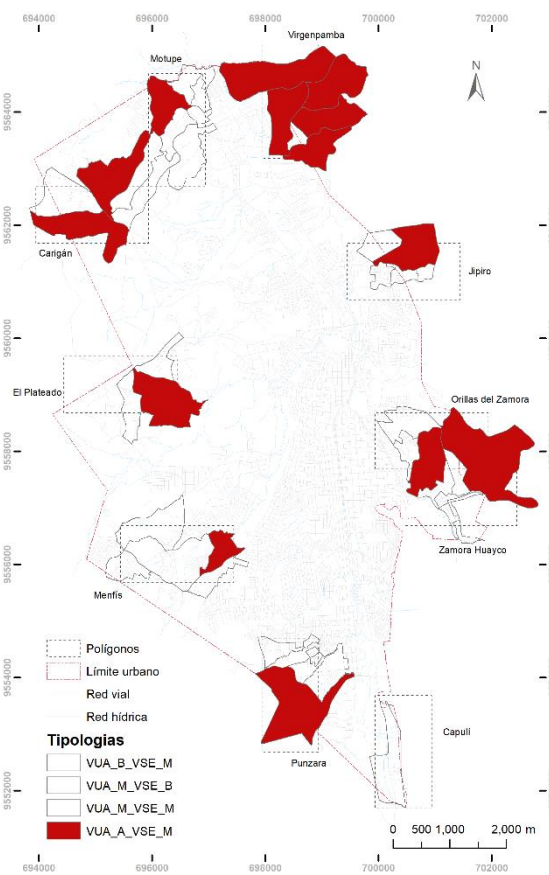 694000 696000 698000 700000 702000
Virgenpamba
Motupe
N
9564000
9562000
Carigán
Jipiro
9560000
El Plateado
Orillas del Zamora
9558000
Zamora Huayco
9556000
Menfis
Polígonos
Límite urbano
9554000
Red vial
Red hídrica
Capulí
Tipologias
Punzara
VUA_B_VSE_M
VUA_M_VSE_B
9552000
VUA_M_VSE_M
VUA_A_VSE_M
0 500 1,000 2,000 m
694000 696000 698000 700000 702000